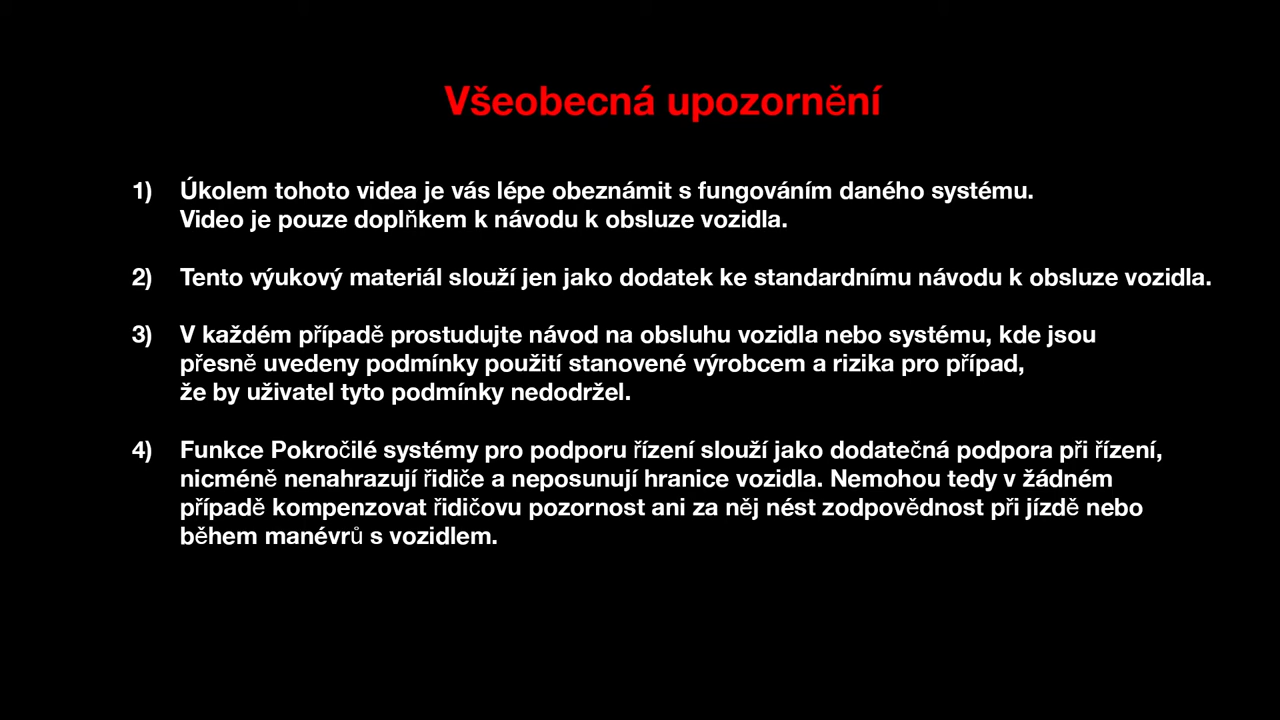 Všeobecná upozornění
1) Úkolem tohoto videa je vás lépe obeznámit s fungováním daného systému.
Video je pouze doplňkem k návodu k obsluze vozidla.
2) Tento výukový materiál slouží jen jako dodatek ke standardnímu návodu k obsluze vozidla.
3) V každém případě prostudujte návod na obsluhu vozidla nebo systému, kde jsou
přesně uvedeny podmínky použití stanovené výrobcem a rizika pro případ,
že by uživatel tyto podmínky nedodržel.
4) Funkce Pokročilé systémy pro podporu řízení slouží jako dodatečná podpora při řízení,
nicméně nenahrazují řidiče a neposunují hranice vozidla. Nemohou tedy v žádném
případě kompenzovat řidičovu pozornost ani za něj nést zodpovědnost při jízdě nebo
během manévrů s vozidlem.